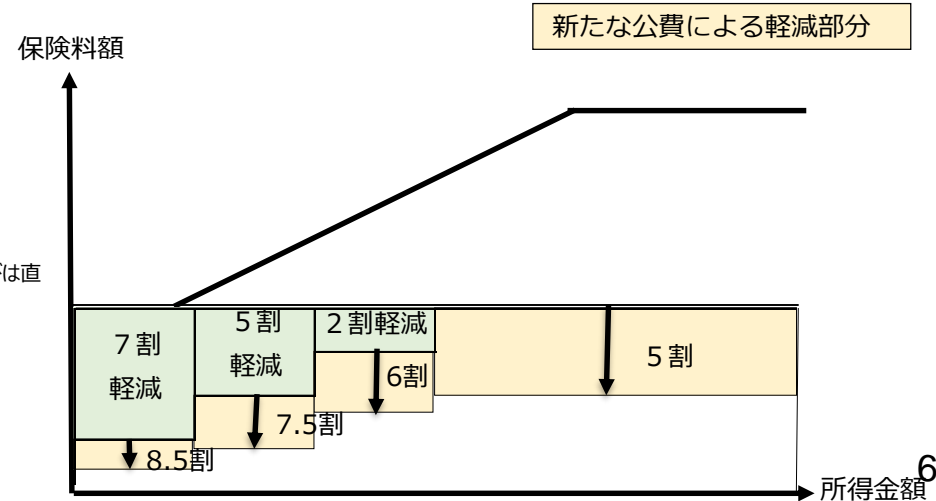 新たな公費による軽減部分
保険料額
は直
7割
軽減
5割
軽減
2割軽減
6割
5割
7.5割
8.5割
所得金額
6